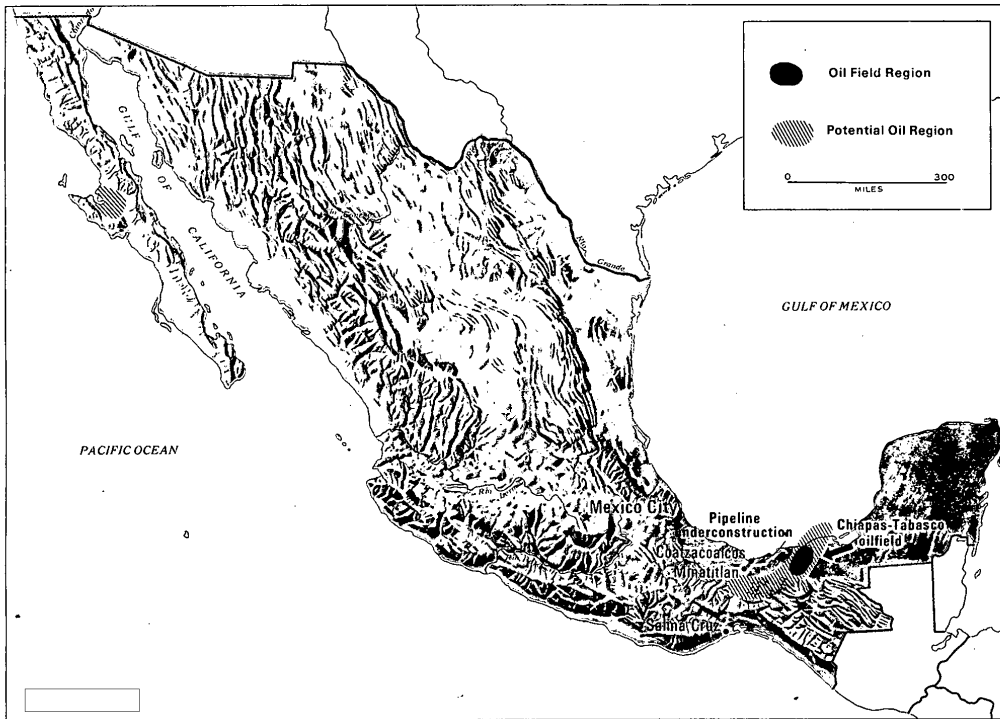 Oil Field Region
Potential Oil Region
0 300
MILES
GULF
OF
CALIFORNIA
Rio
Grande
GULF OF MEXICO
PACIFIC OCEAN
Rio
Mexico City
Pipeline
underconstruction
Chiapas-Tabasco
oilfield
Coatzacoalcos
Minatitlan
Salina Cruz